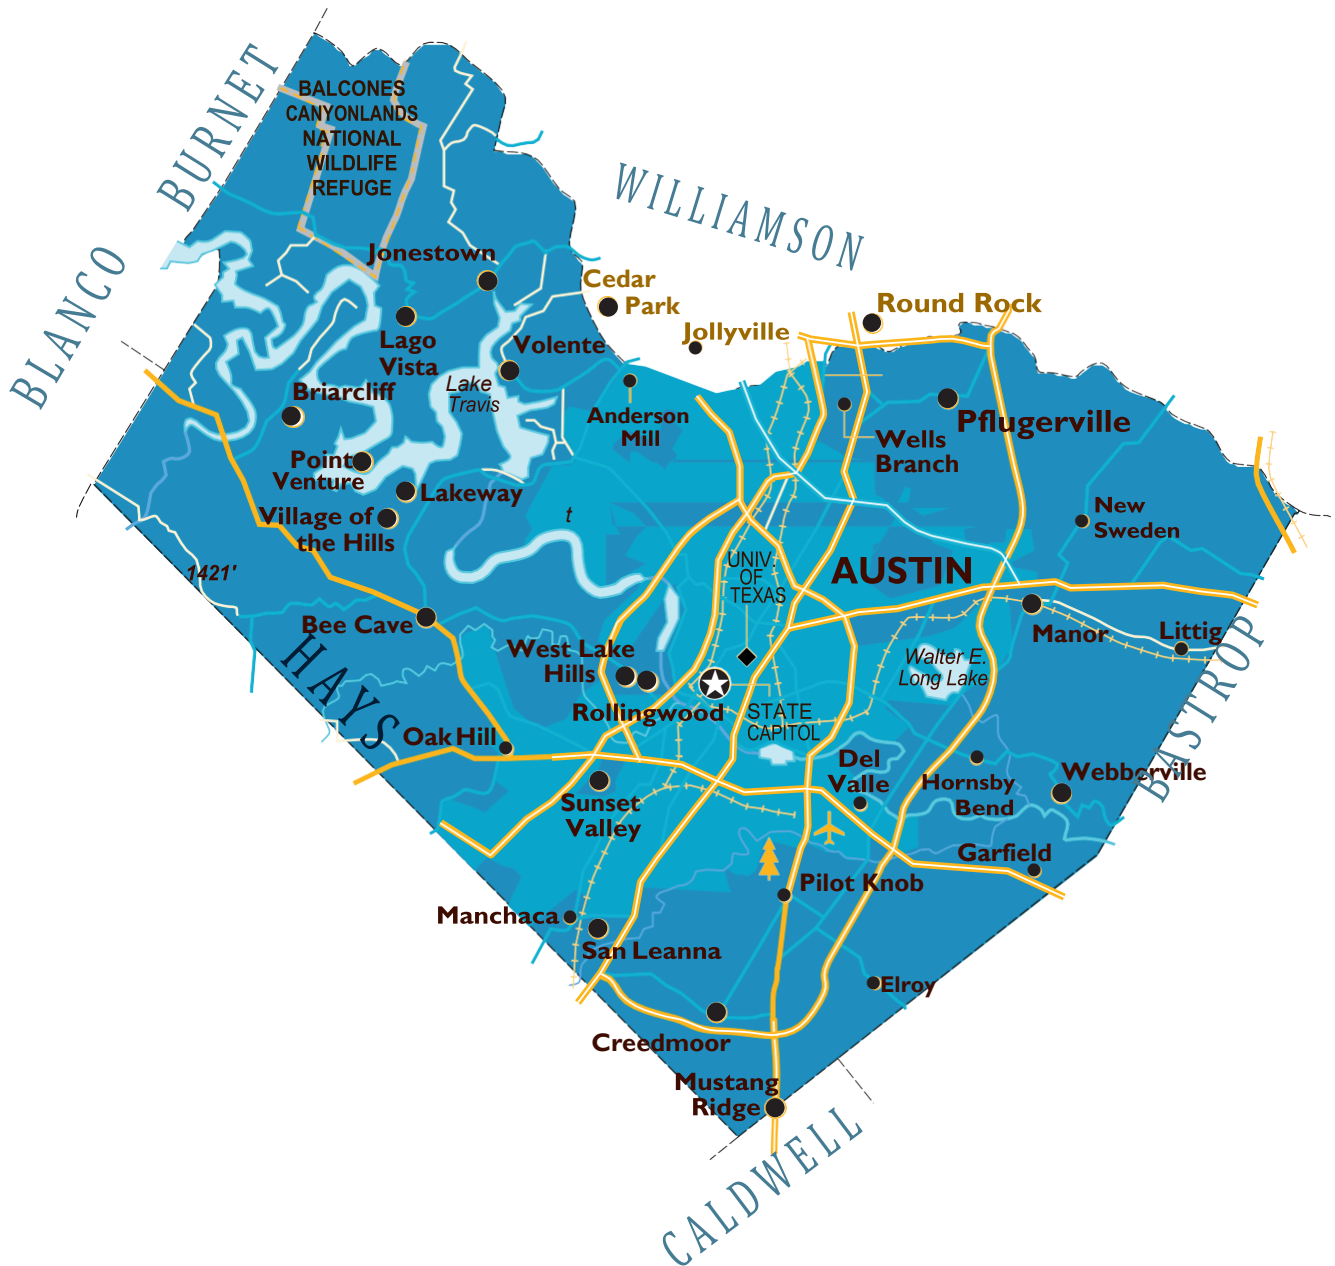 BURNET
BLANCO
WILLIAMSON
BALCONES
CANYONLANDS
NATIONAL
WILDLIFE
REFUGE
Jonestown
Cedar
Park
Round Rock
Jollyville
Lago
Vista
Volente
Lake
Travis
Briarcliff
Anderson
Mill
Pflugerville
Wells
Branch
Point
Venture
Lakeway
Village of
the Hills
t
New
Sweden
1421'
UNIV.
OF
TEXAS
AUSTIN
Bee Cave
Manor
Littig
West Lake
Hills
Walter E.
Long Lake
HAYS
Rollingwood
STATE
CAPITOL
BASTROP
Oak Hill
Del
Valle
Hornsby
Bend
Webberville
Sunset
Valley
Garfield
Pilot Knob
Manchaca
San Leanna
Elroy
Creedmoor
Mustang
Ridge
CALDWELL